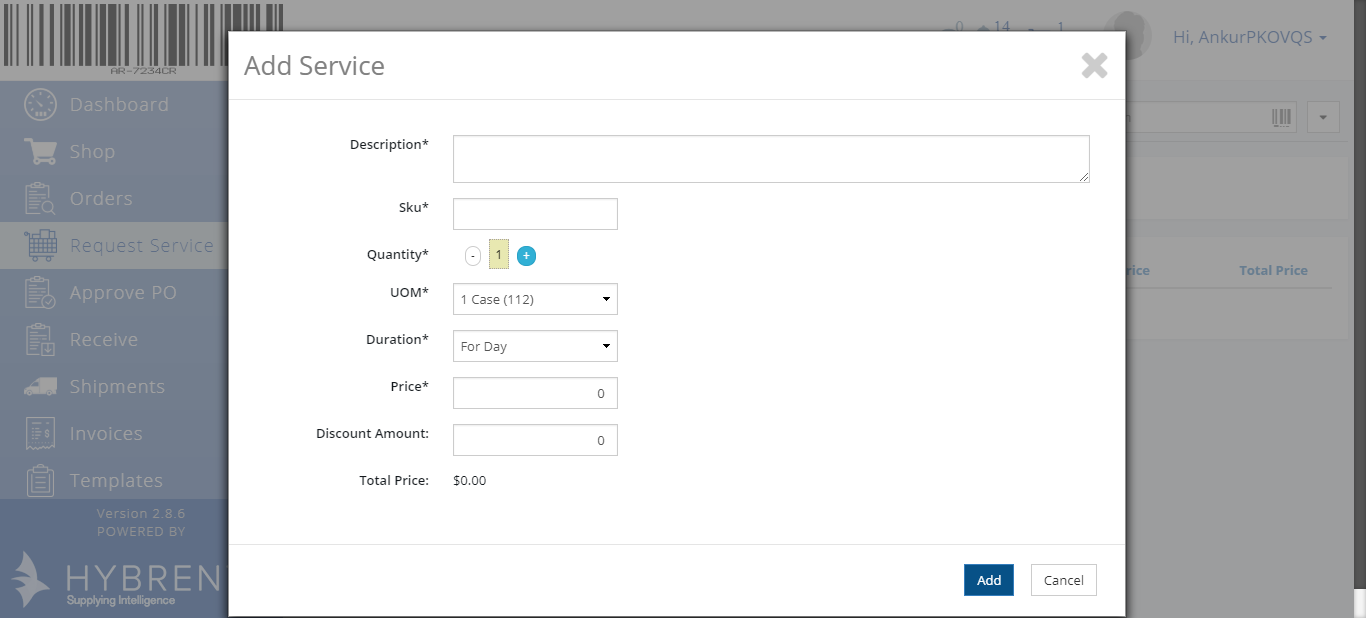 AR-7234CR
0 14 1
Hi, AnkurPKOVQS
Dashboard
Shop
Orders
Request Service
Approve PO
Receive
Shipments
Invoices
Templates
Version 2.8.6
POWERED BY
HYBREN
Supplying Intelligence
Add Service
Description*
Sku*
Quantity* - 1 +
UOM* 1 Case (112)
Duration* For Day
Price* 0
Discount Amount: 0
Total Price: $0.00
Add Cancel
rice Total Price